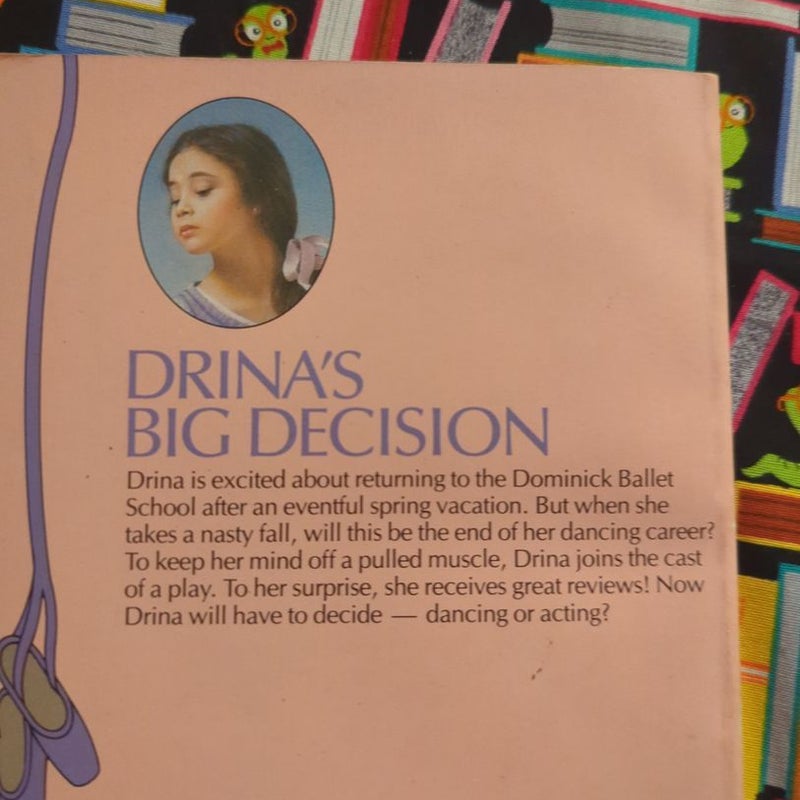 DRINA'S
BIG DECISION
Drina is excited about returning to the Dominick Ballet
School after an eventful spring vacation. But when she
takes a nasty fall, will this be the end of her dancing career?
To keep her mind off a pulled muscle, Drina joins the cast
of a play. To her surprise, she receives great reviews! Now
Drina will have to decide — dancing or acting?